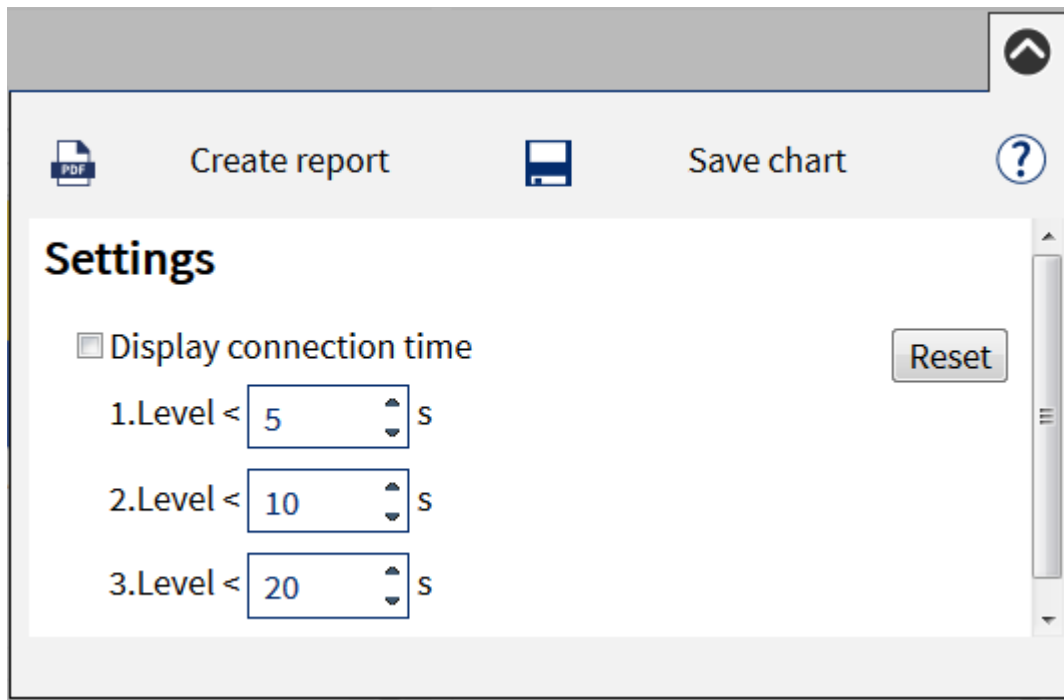 PDF Create report Save chart ?
Settings
Display connection time Reset
1.Level < 5 s
2.Level < 10 s
3.Level < 20 s